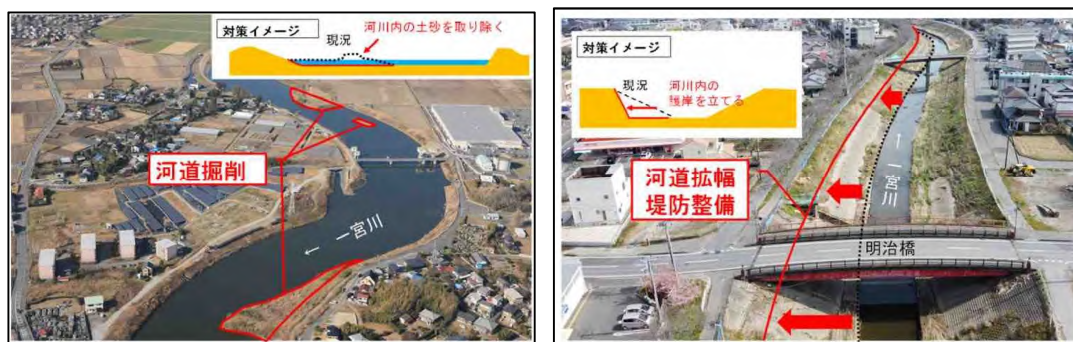 対策イメージ
現況
河川内の土砂を取り除く
河道掘削
← 一宮川
対策イメージ
現況
河川内の
護岸を立てる
河道拡幅
堤防整備
← 一宮川
明治橋